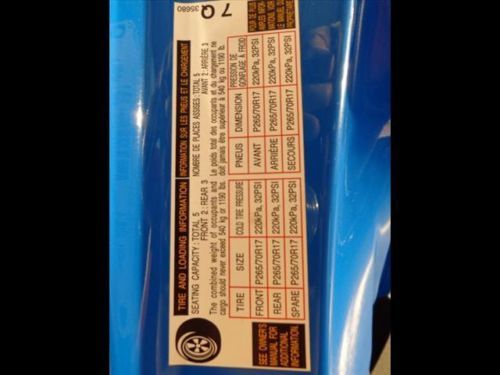 TIRE AND LOADING INFORMATION
SEATING CAPACITY : TOTAL 5
FRONT 2 : REAR 3
The combined weight of occupants and
cargo should never exceed 540 kg or 1190 lbs.
TIRE SIZE COLD TIRE PRESSURE
FRONT P265/70R17 220kPa, 32PSI
REAR P265/70R17 220kPa, 32PSI
SPARE P265/70R17 220kPa, 32PSI
SEE OWNER'S
MANUAL FOR
ADDITIONAL
INFORMATION
INFORMATION SUR LES PNEUS ET LE CHARGEMENT
NOMBRE DE PLACES ASSISES : TOTAL 5
AVANT 2 : ARRIÈRE 3
Le poids total des occupants et du chargement ne
doit jamais être supérieur à 540 kg ou 1190 lb.
PNEUS DIMENSION PRESSION DE
GONFLAGE À FROID
AVANT P265/70R17 220kPa, 32PSI
ARRIÈRE P265/70R17 220kPa, 32PSI
SECOURS P265/70R17 220kPa, 32PSI
35680
7 Q